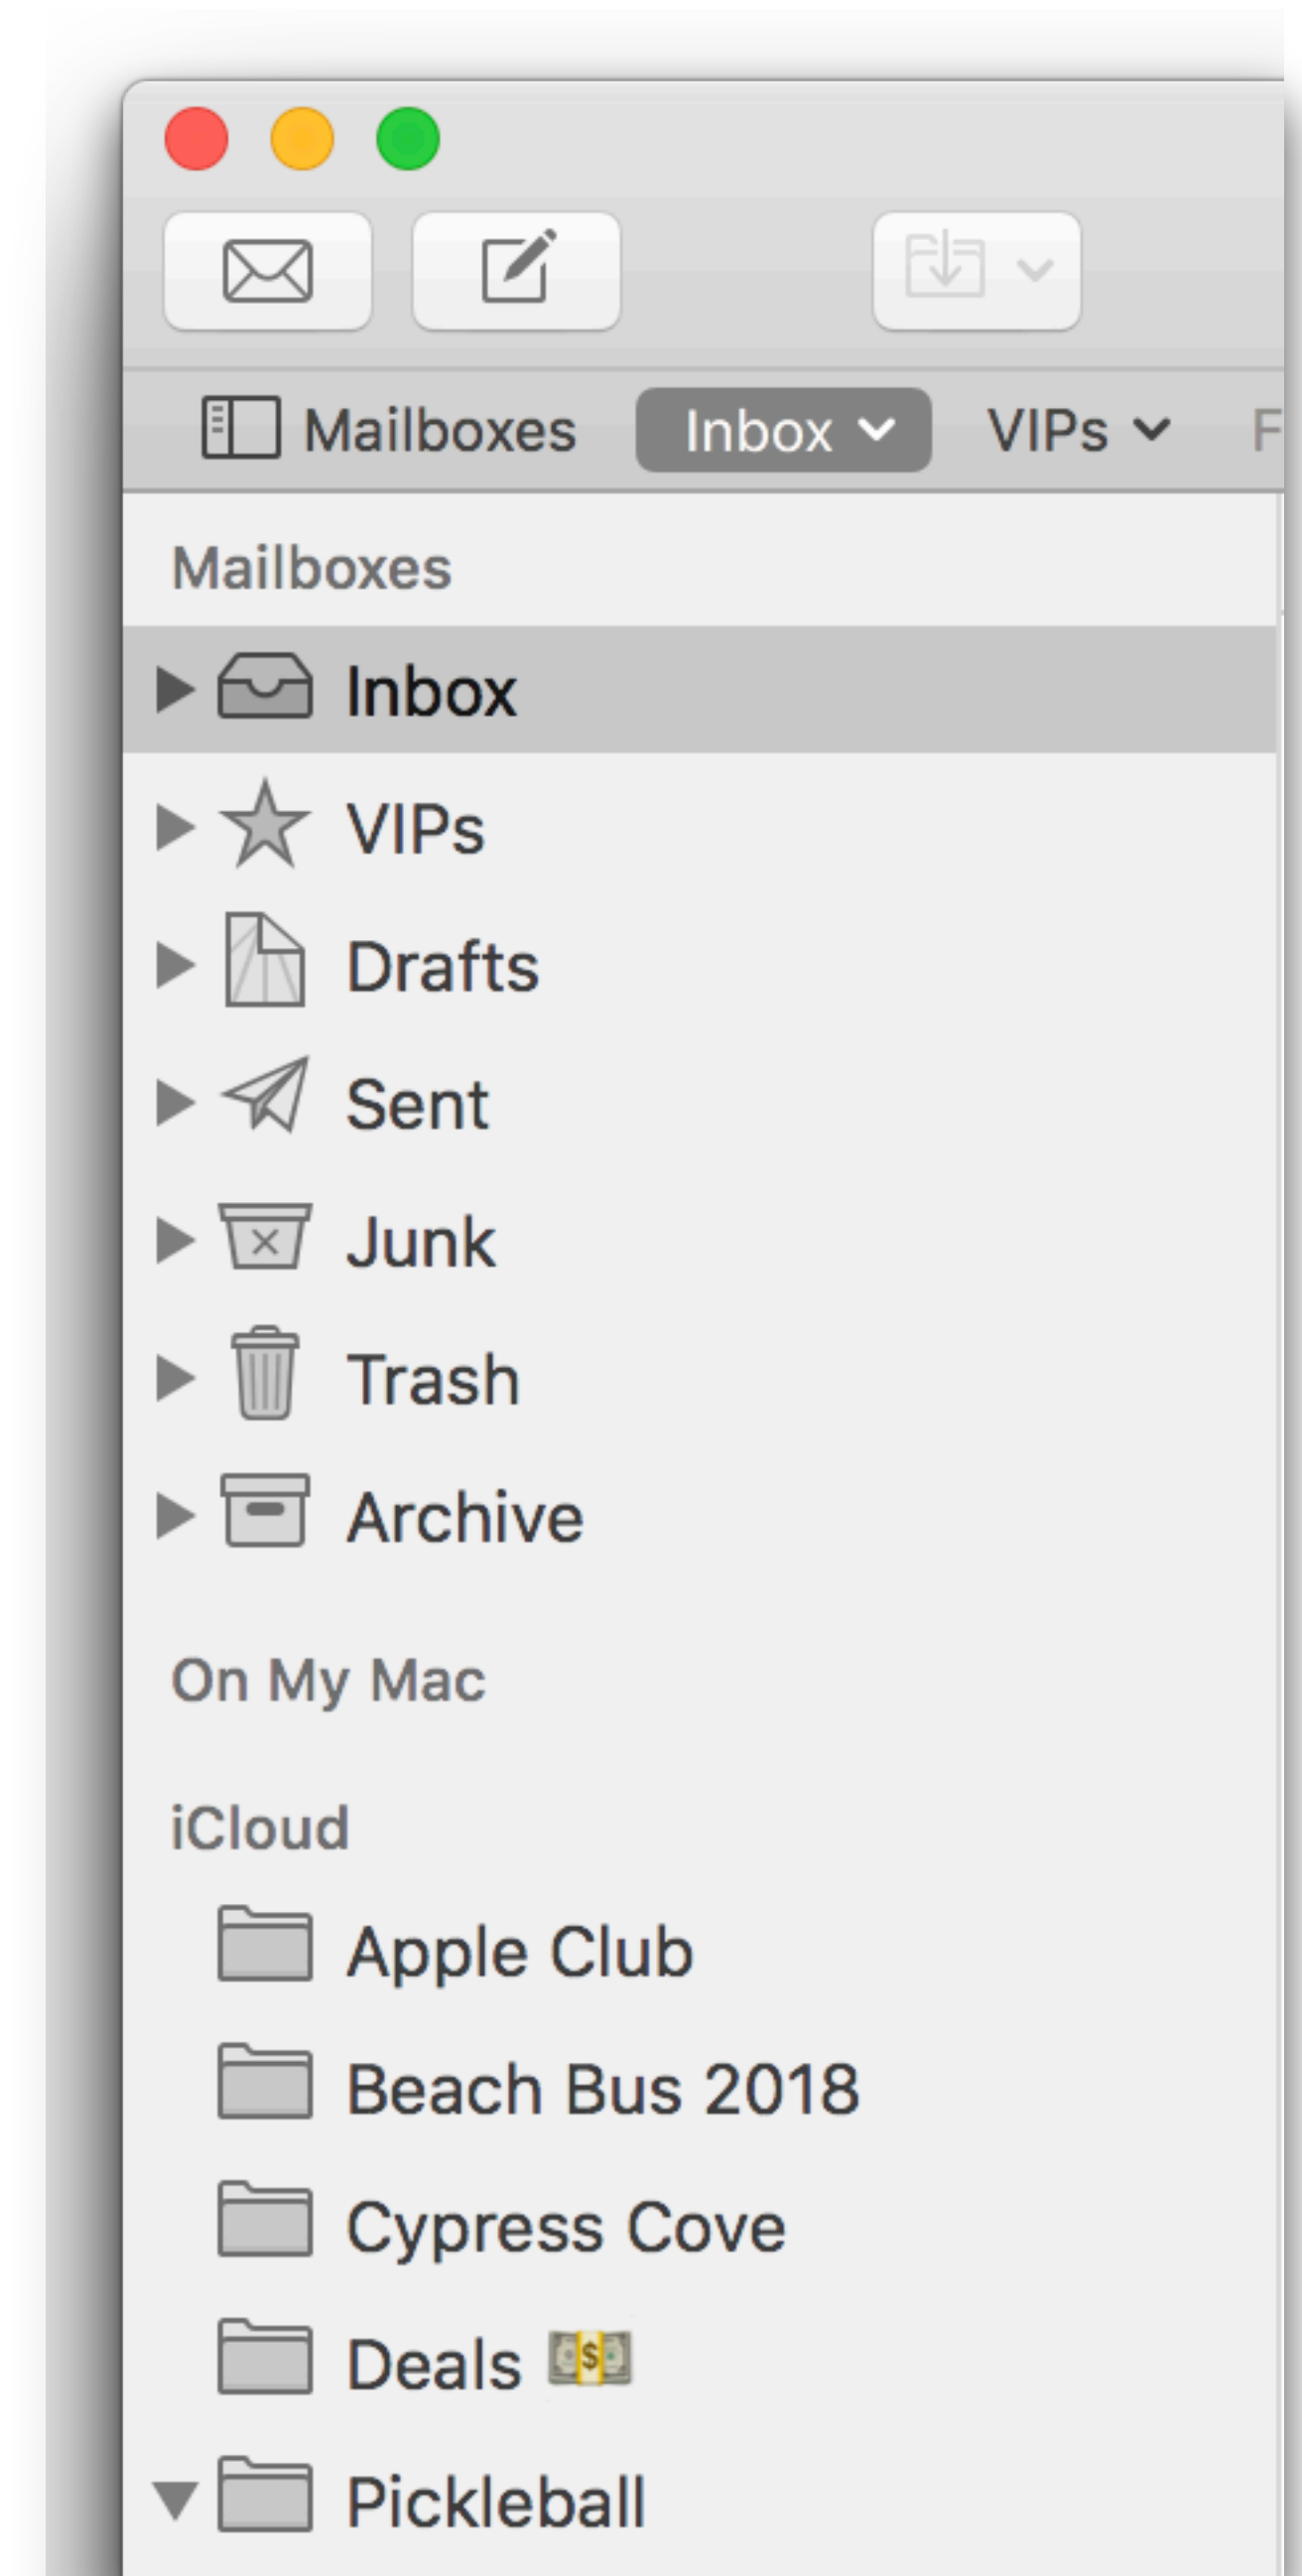 Mailboxes Inbox VIPs F
Mailboxes
Inbox
VIPs
Drafts
Sent
Junk
Trash
Archive
On My Mac
iCloud
Apple Club
Beach Bus 2018
Cypress Cove
Deals 💵
Pickleball